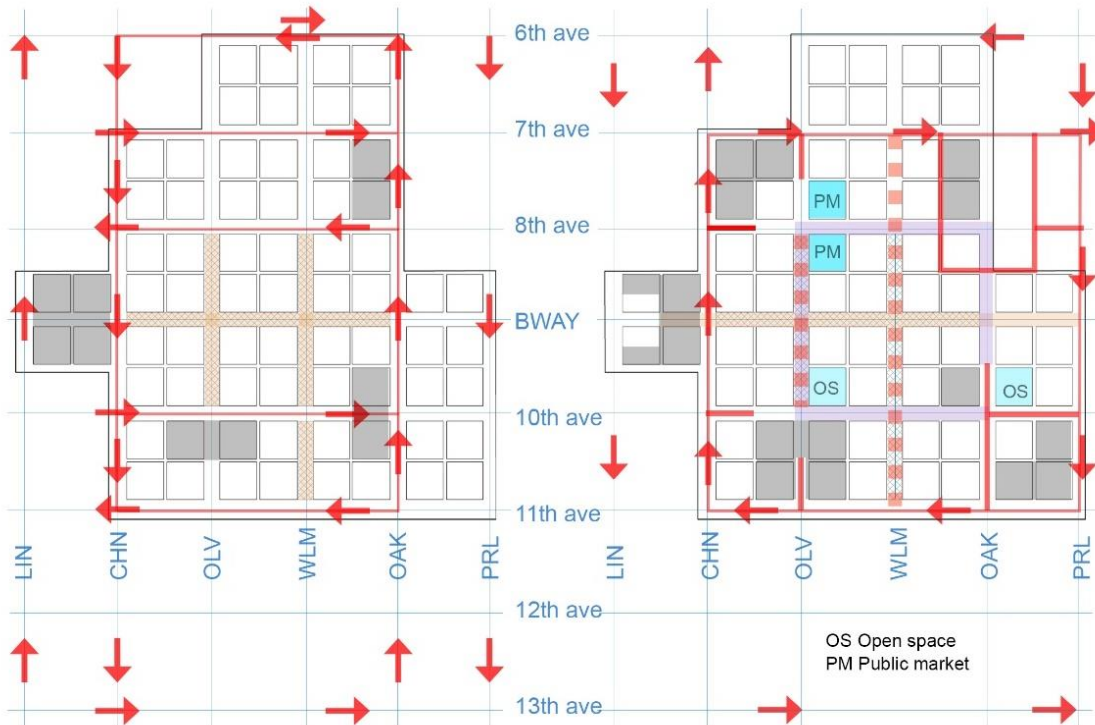 6th ave
7th ave
PM
8th ave
PM
BWAY
OS
OS
10th ave
11th ave
LIN
CHN
OLV
WLM
OAK
PRL
LIN
CHN
OLV
WLM
OAK
PRL
12th ave
OS Open space
PM Public market
13th ave